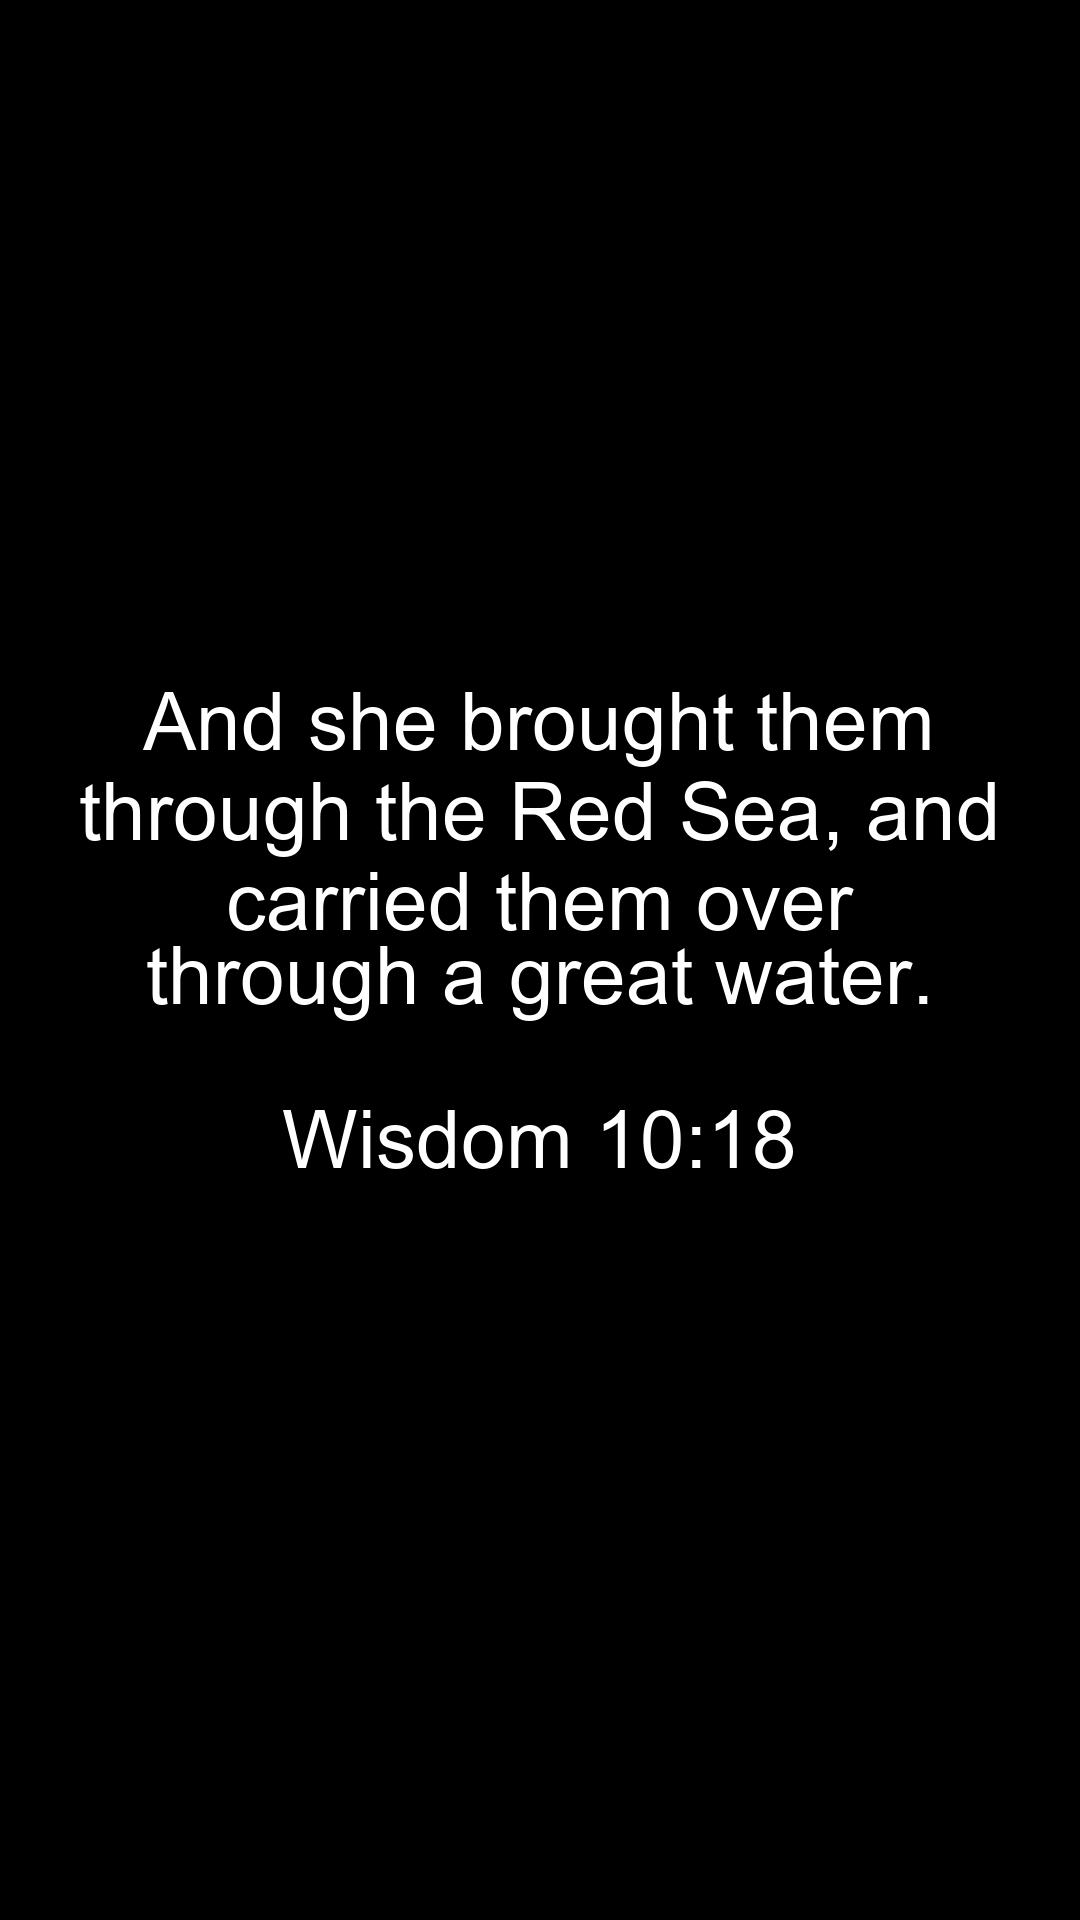 And she brought them
through the Red Sea, and
carried them over
through a great water.
Wisdom 10:18